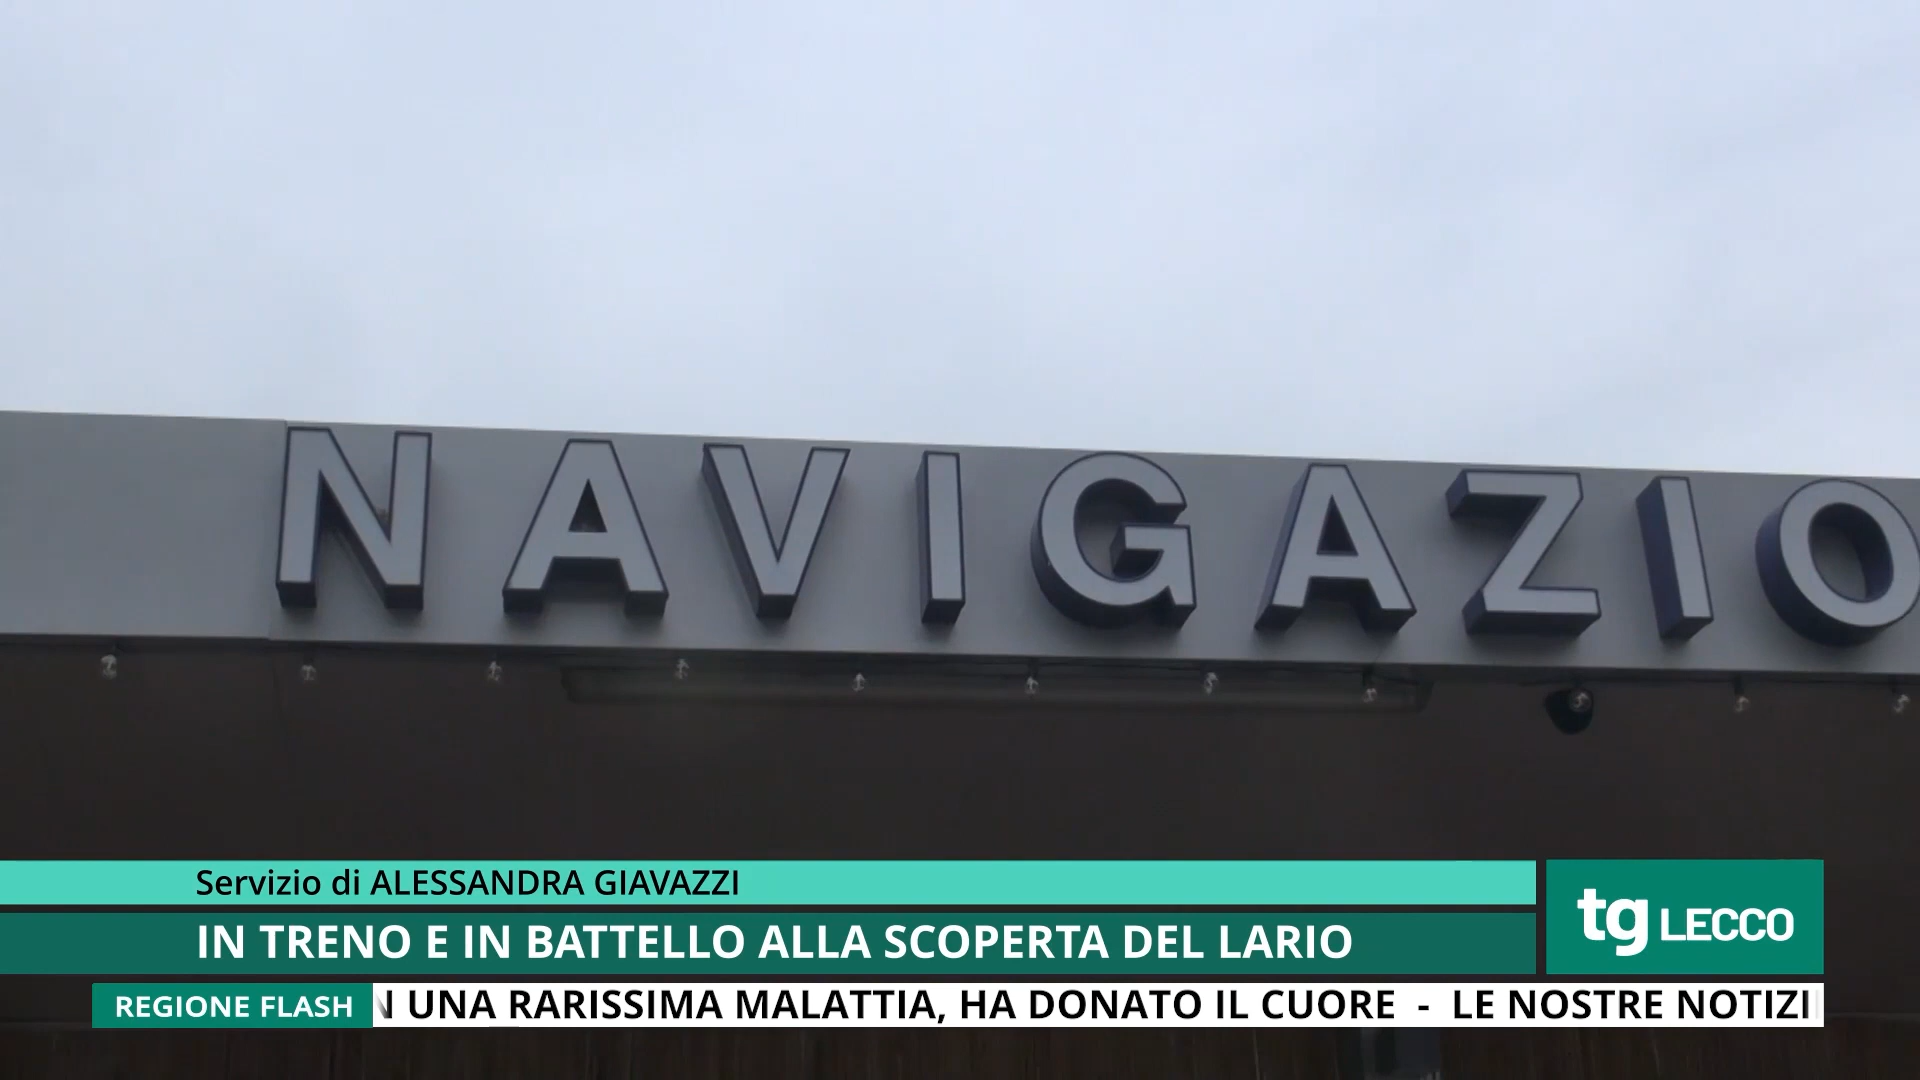 NAVIGAZIO
Servizio di ALESSANDRA GIAVAZZI
IN TRENO E IN BATTELLO ALLA SCOPERTA DEL LARIO
tg LECCO
REGIONE FLASH
N UNA RARISSIMA MALATTIA, HA DONATO IL CUORE - LE NOSTRE NOTIZI